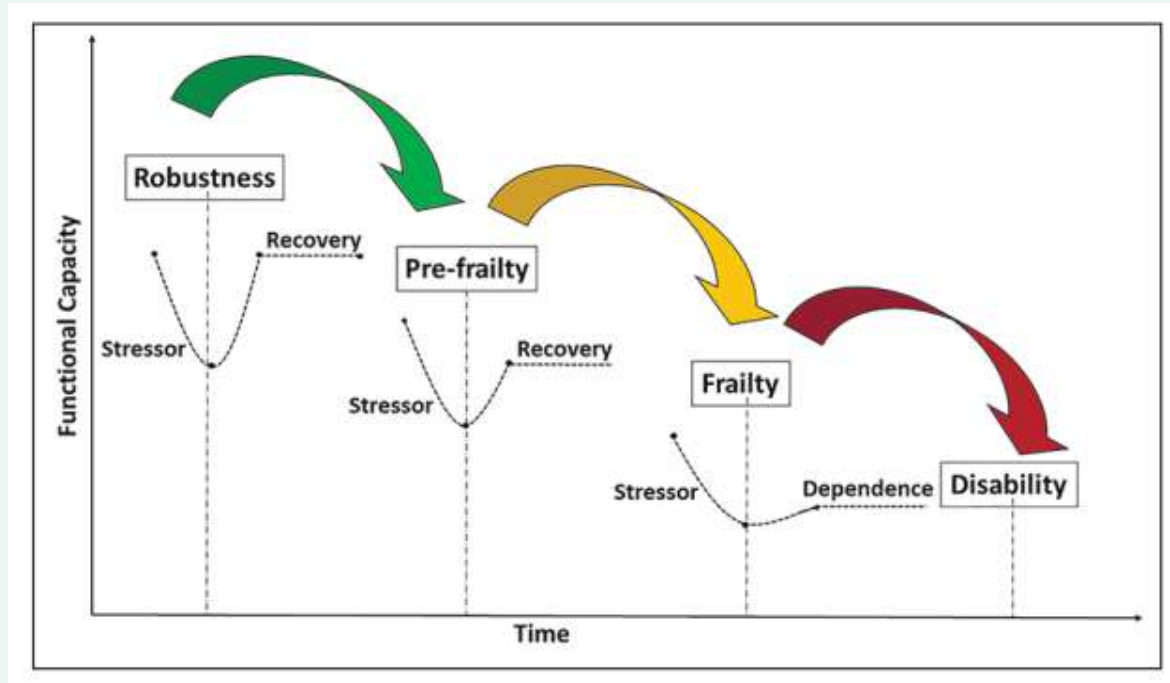 Robustness
Recovery
Stressor
Pre-frailty
Recovery
Stressor
Frailty
Stressor
Dependence
Disability
Functional Capacity
Time